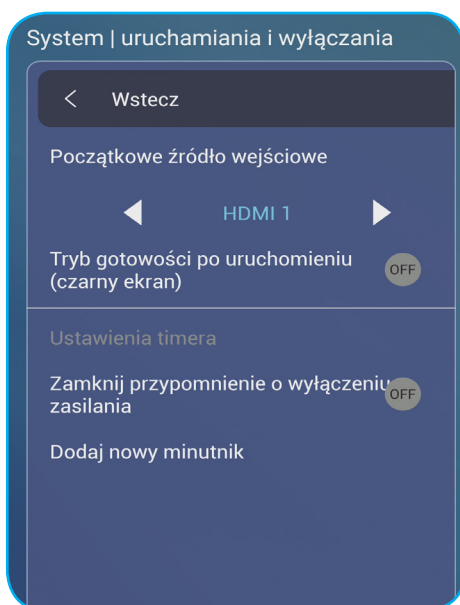 System | uruchamiania i wyłączania
Wstecz
Początkowe źródło wejściowe
HDMI 1
Tryb gotowości po uruchomieniu
(czarny ekran)
OFF
Ustawienia timera
Zamknij przypomnienie o wyłączeniu
zasilania
OFF
Dodaj nowy minutnik